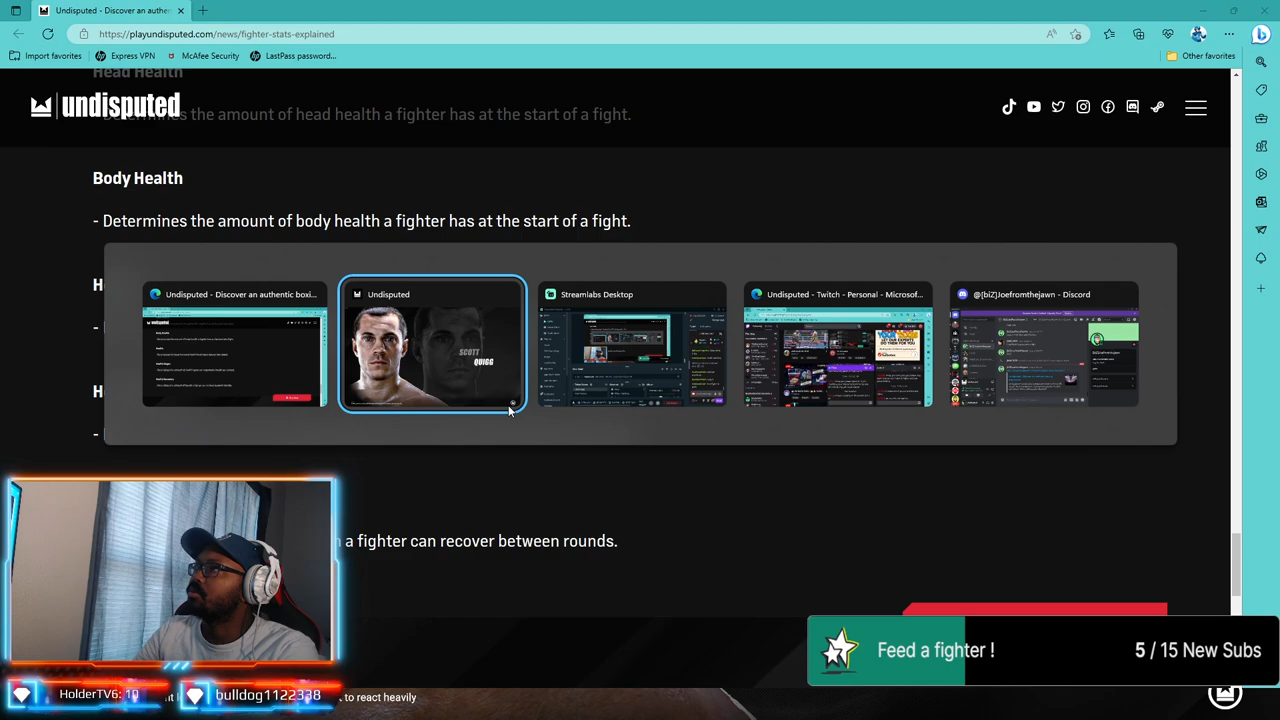 Undisputed - Discover an authen
https://playundisputed.com/news/fighter-stats-explained
Import favorites
Express VPN
McAfee Security
LastPass password...
Other favorites
Head Health
undisputed
- Determines the amount of head health a fighter has at the start of a fight.
Body Health
- Determines the amount of body health a fighter has at the start of a fight.
Undisputed - Discover an authentic boxi...
Undisputed
Streamlabs Desktop
Undisputed - Twitch - Personal - Microsof...
@[biZ]Joefromthejawn - Discord
SCOTT
QUIGG
H
-
H
-
a fighter can recover between rounds.
Feed a fighter !
5 / 15 New Subs
HolderTV6: 10
bulldog1122338
t to react heavily